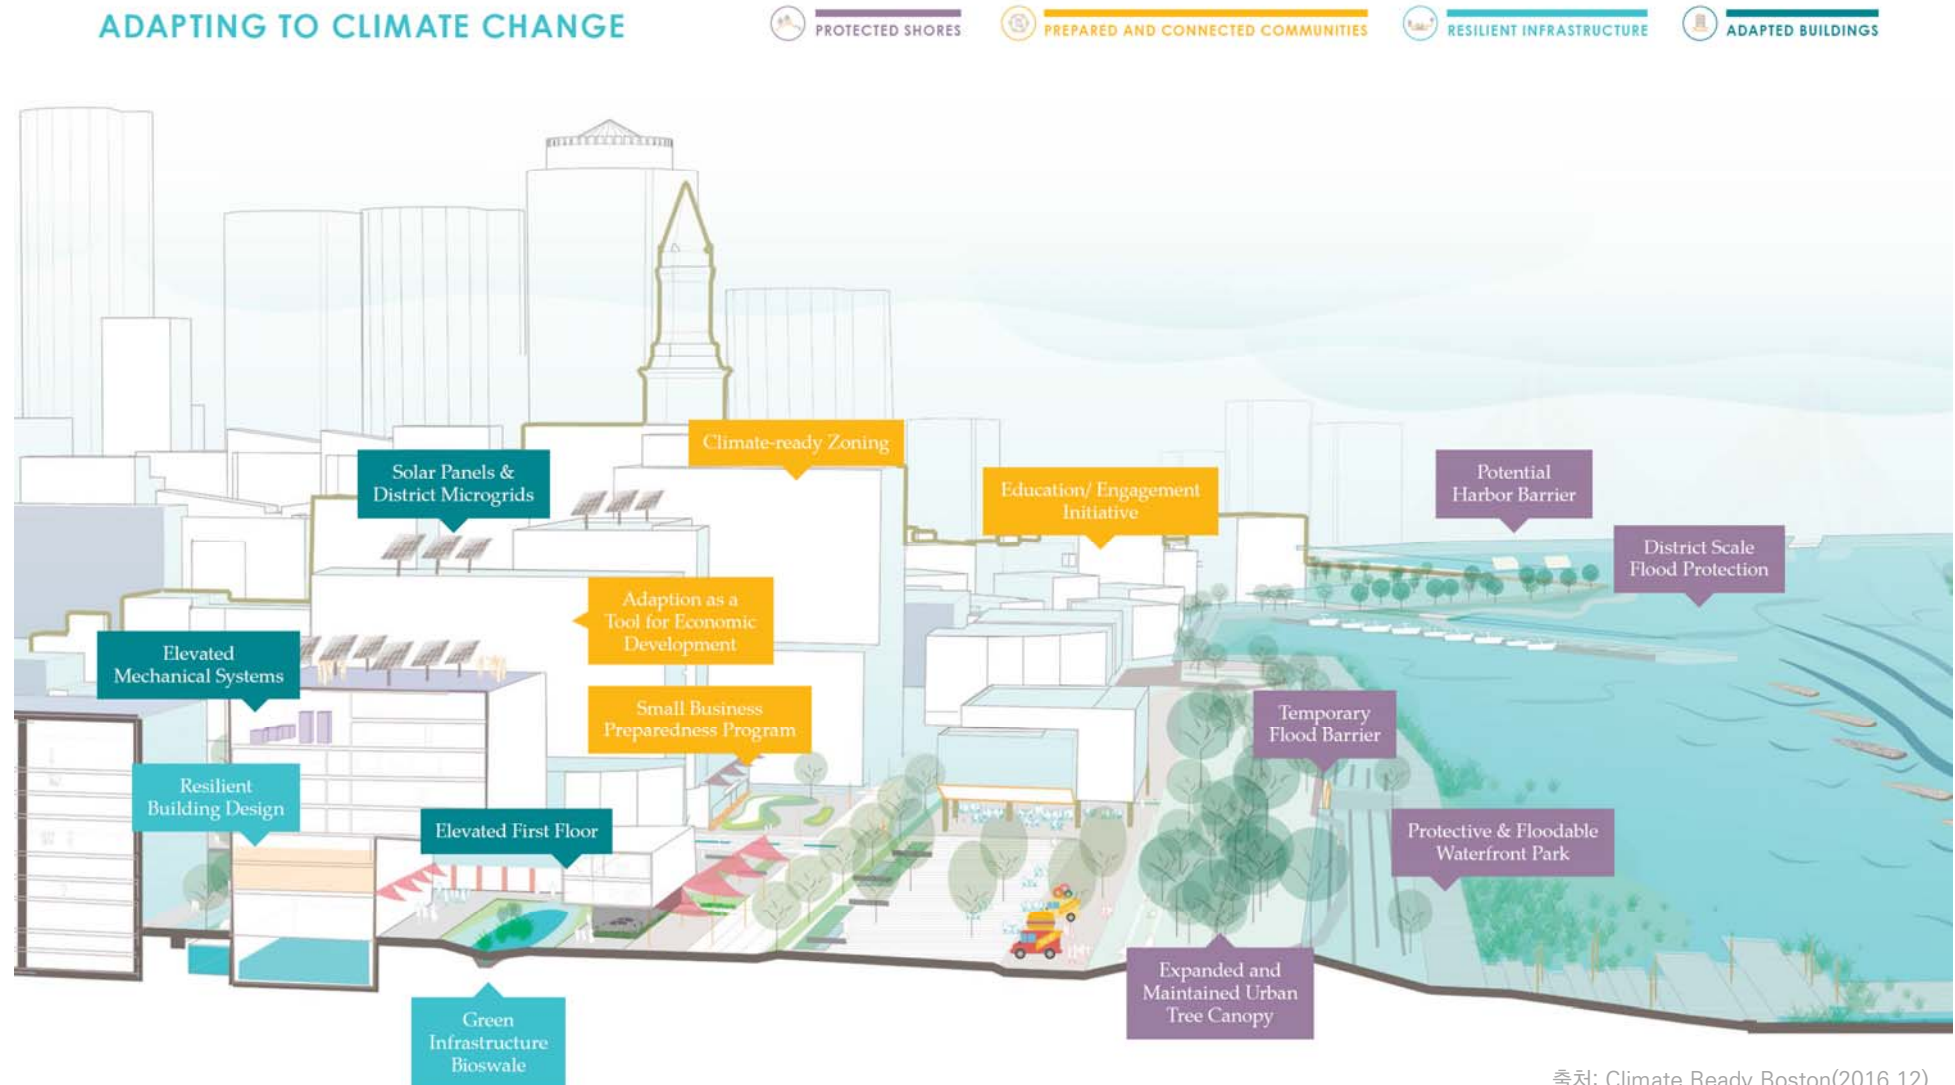 ADAPTING TO CLIMATE CHANGE
PROTECTED SHORES
PREPARED AND CONNECTED COMMUNITIES
RESILIENT INFRASTRUCTURE
ADAPTED BUILDINGS
Climate-ready Zoning
Solar Panels &
District Microgrids
Education/ Engagement
Initiative
Potential
Harbor Barrier
District Scale
Flood Protection
Adaption as a
Tool for Economic
Development
Elevated
Mechanical Systems
Small Business
Preparedness Program
Temporary
Flood Barrier
Resilient
Building Design
Elevated First Floor
Protective & Floodable
Waterfront Park
Expanded and
Maintained Urban
Tree Canopy
Green
Infrastructure
Bioswale
출처: Climate Ready Boston(2016.12)